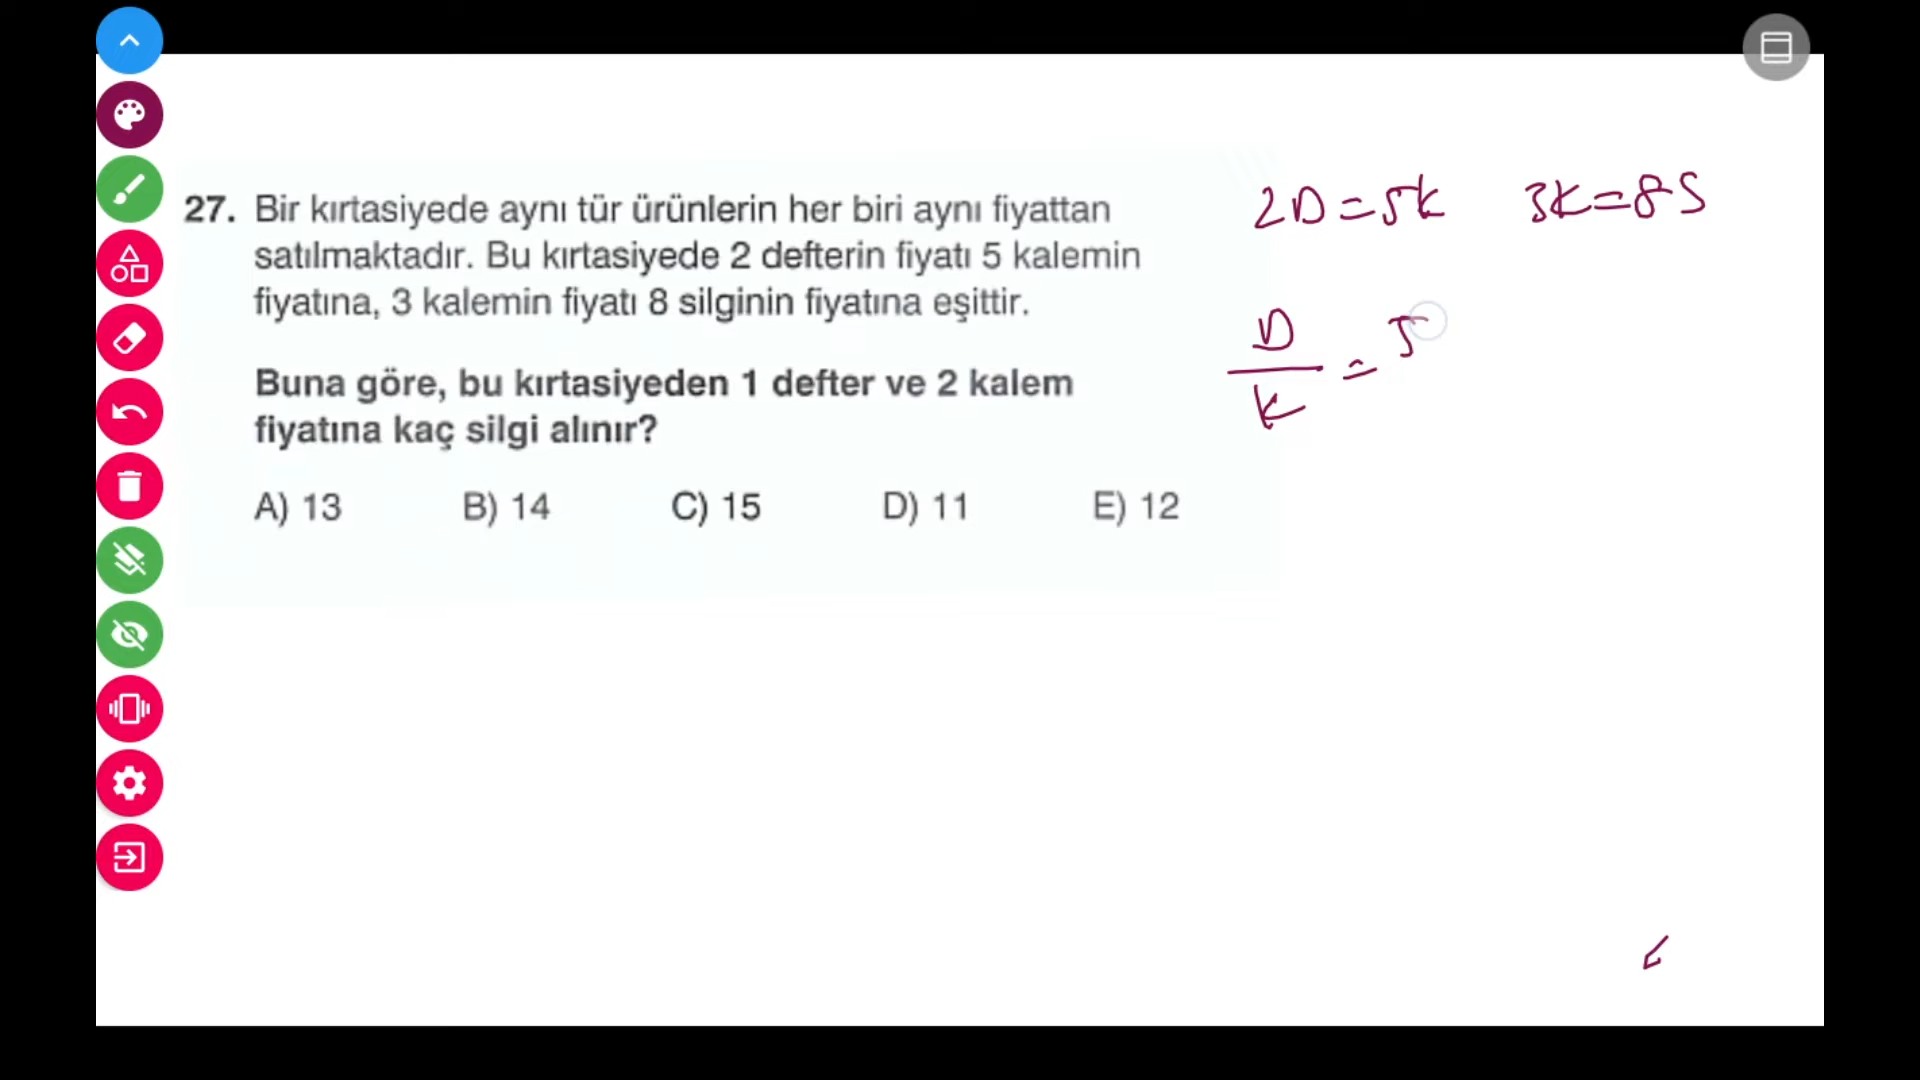 27. Bir kırtasiyede aynı tür ürünlerin her biri aynı fiyattan
satılmaktadır. Bu kırtasiyede 2 defterin fiyatı 5 kalemin
fiyatına, 3 kalemin fiyatı 8 silginin fiyatına eşittir.
Buna göre, bu kırtasiyeden 1 defter ve 2 kalem
fiyatına kaç silgi alınır?
A) 13 B) 14 C) 15 D) 11 E) 12
2D=5k 3k=8S
D/k = 5